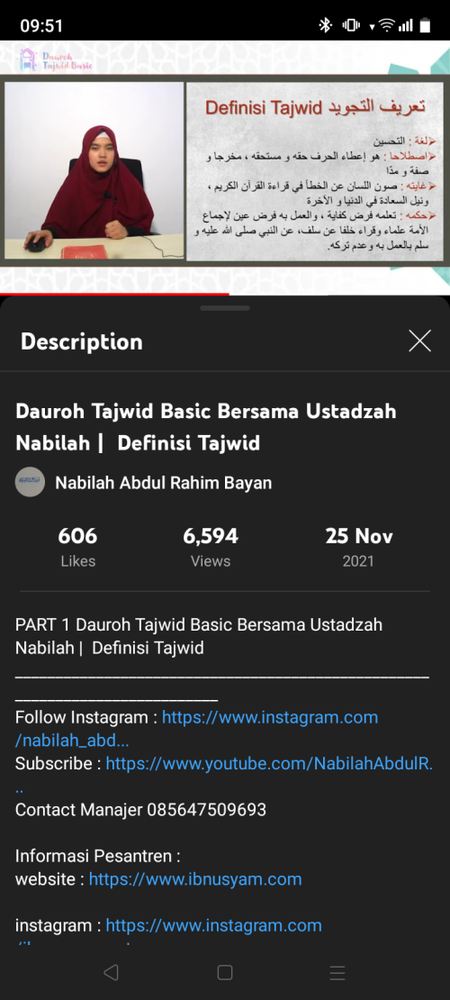 09:51
Dauroh
Tajwid Basic
Definisi Tajwid تعريف التجويد
لغة : التحسين
اصطلاحا : هو إعطاء الحرف حقه و مستحقه ، مخرجا و
صفة و مدّا
غايته : صون اللسان عن الخطأ في قراءة القرآن الكريم ،
ونيل السعادة في الدنيا و الأخرة
حكمه : تعلمه فرض كفاية ، والعمل به فرض عين لإجماع
الأمة علماء وقراء خلفا عن سلف، عن النبي صلى الله عليه و
سلم بالعمل به وعدم تركه.
Description
Dauroh Tajwid Basic Bersama Ustadzah
Nabilah | Definisi Tajwid
Nabilah Abdul Rahim Bayan
606 6,594 25 Nov
Likes Views 2021
PART 1 Dauroh Tajwid Basic Bersama Ustadzah
Nabilah | Definisi Tajwid
Follow Instagram : https://www.instagram.com
/nabilah_abd...
Subscribe : https://www.youtube.com/NabilahAbdulR.
..
Contact Manajer 085647509693
Informasi Pesantren :
website : https://www.ibnusyam.com
instagram : https://www.instagram.com